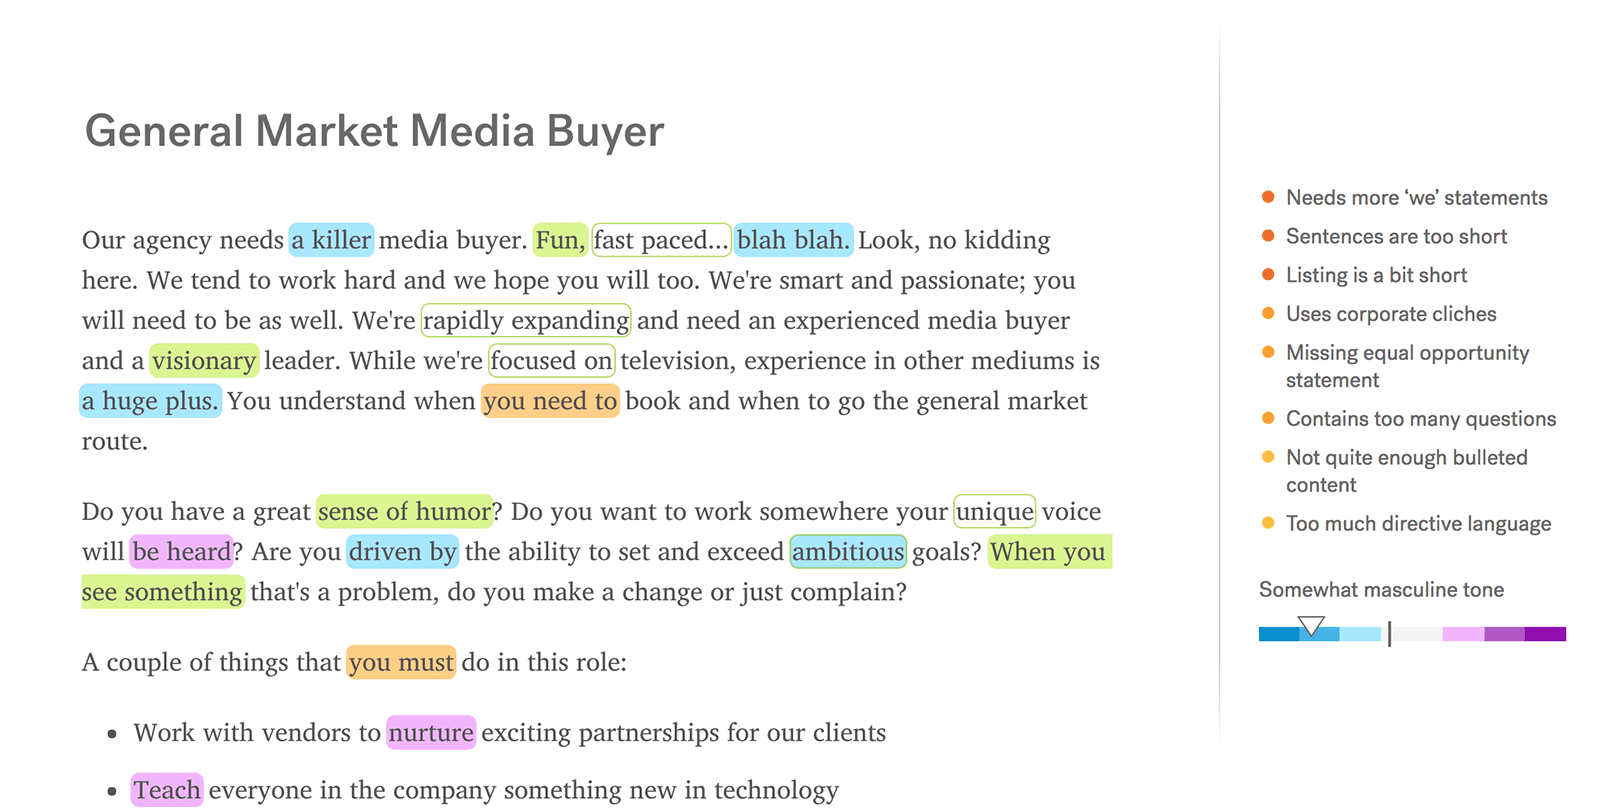 General Market Media Buyer
Our agency needs a killer media buyer. Fun, fast paced... blah blah. Look, no kidding
here. We tend to work hard and we hope you will too. We're smart and passionate; you
will need to be as well. We're rapidly expanding and need an experienced media buyer
and a visionary leader. While we're focused on television, experience in other mediums is
a huge plus. You understand when you need to book and when to go the general market
route.
Do you have a great sense of humor? Do you want to work somewhere your unique voice
will be heard? Are you driven by the ability to set and exceed ambitious goals? When you
see something that's a problem, do you make a change or just complain?
A couple of things that you must do in this role:
• Work with vendors to nurture exciting partnerships for our clients
• Teach everyone in the company something new in technology
Needs more ‘we’ statements
Sentences are too short
Listing is a bit short
Uses corporate cliches
Missing equal opportunity
statement
Contains too many questions
Not quite enough bulleted
content
Too much directive language
Somewhat masculine tone